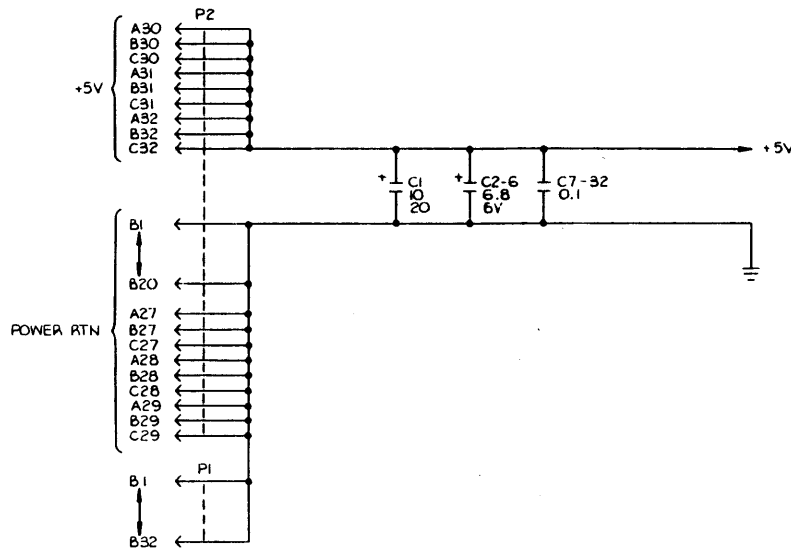 P2
A30
B30
C30
A31
+5V
B31
C31
A32
B32
C32
+5V
+ C1
10
20
+ C2-6
6.8
6V
C7-32
0.1
B1
B20
A27
POWER RTN
B27
C27
A28
B28
C28
A29
B29
C29
P1
B1
B32